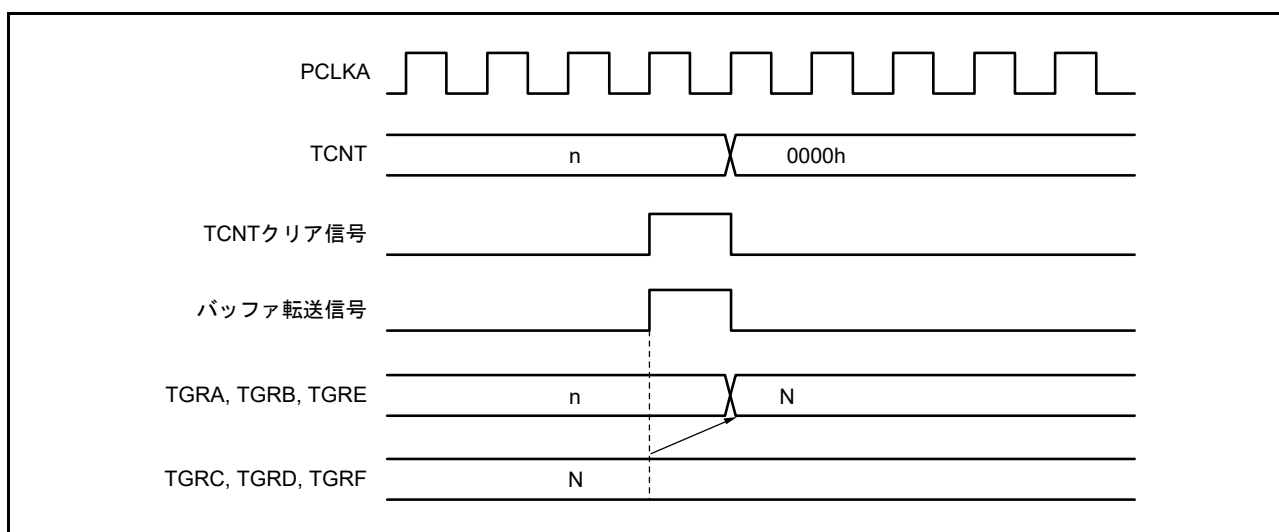 PCLKA
TCNT n 0000h
TCNTクリア信号
バッファ転送信号
TGRA, TGRB, TGRE n N
TGRC, TGRD, TGRF N